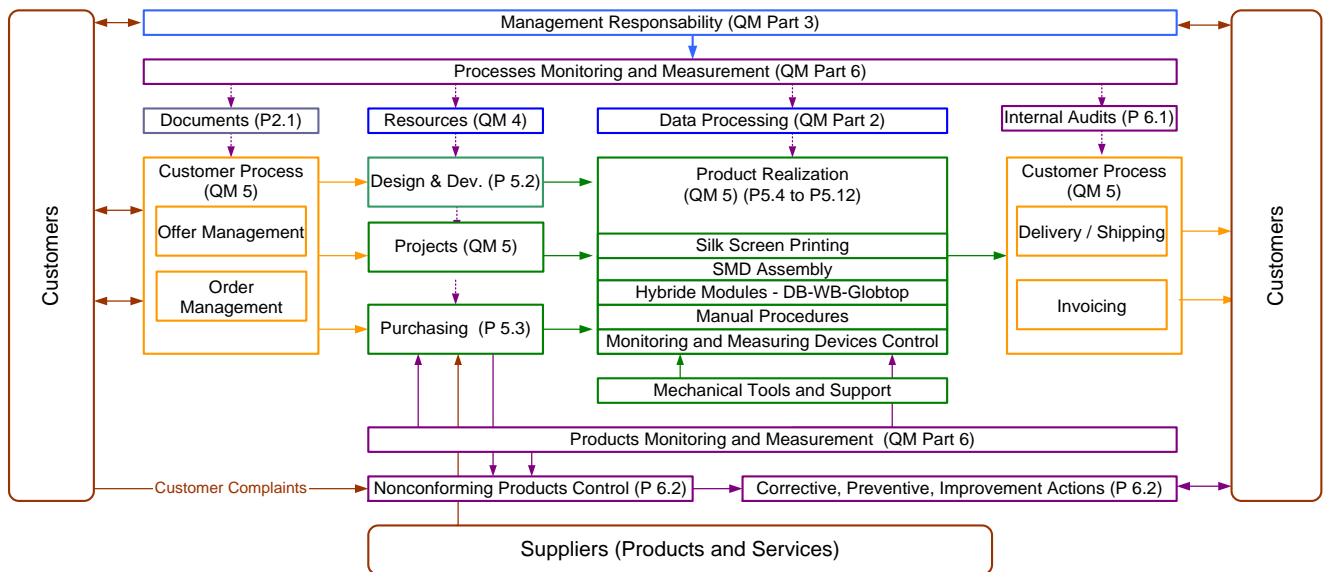 Management Responsability (QM Part 3)
Processes Monitoring and Measurement (QM Part 6)
Documents (P2.1)
Resources (QM 4)
Data Processing (QM Part 2)
Internal Audits (P 6.1)
Customers
Customer Process
(QM 5)
Offer Management
Order
Management
Design & Dev. (P 5.2)
Projects (QM 5)
Purchasing (P 5.3)
Product Realization
(QM 5) (P5.4 to P5.12)
Silk Screen Printing
SMD Assembly
Hybride Modules - DB-WB-Globtop
Manual Procedures
Monitoring and Measuring Devices Control
Mechanical Tools and Support
Customer Process
(QM 5)
Delivery / Shipping
Invoicing
Customers
Products Monitoring and Measurement (QM Part 6)
Customer Complaints
Nonconforming Products Control (P 6.2)
Corrective, Preventive, Improvement Actions (P 6.2)
Suppliers (Products and Services)